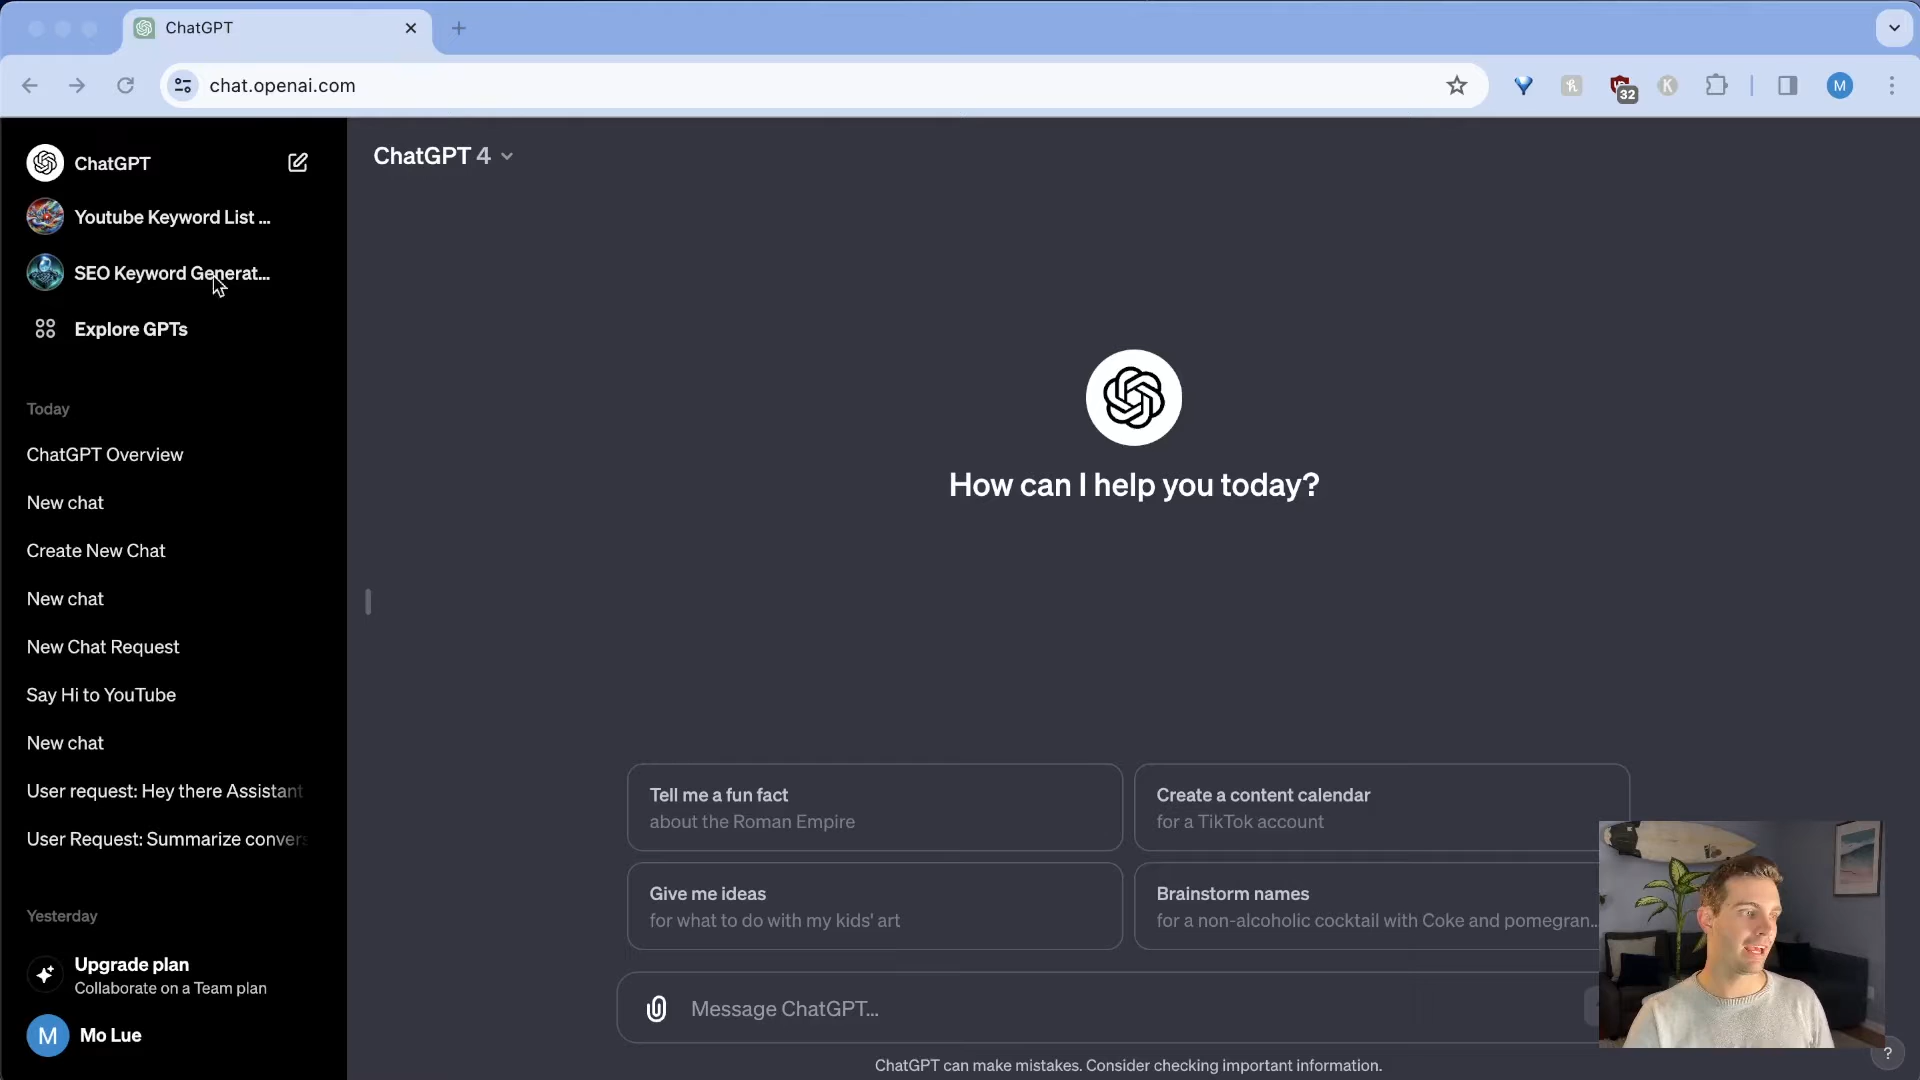 ChatGPT
chat.openai.com
32
K
M
ChatGPT
Youtube Keyword List ...
SEO Keyword Generat...
Explore GPTs
Today
ChatGPT Overview
New chat
Create New Chat
New chat
New Chat Request
Say Hi to YouTube
New chat
User request: Hey there Assistant
User Request: Summarize convers
Yesterday
Upgrade plan
Collaborate on a Team plan
M
Mo Lue
ChatGPT 4
How can I help you today?
Tell me a fun fact
about the Roman Empire
Create a content calendar
for a TikTok account
Give me ideas
for what to do with my kids' art
Brainstorm names
for a non-alcoholic cocktail with Coke and pomegran...
Message ChatGPT...
ChatGPT can make mistakes. Consider checking important information.
?